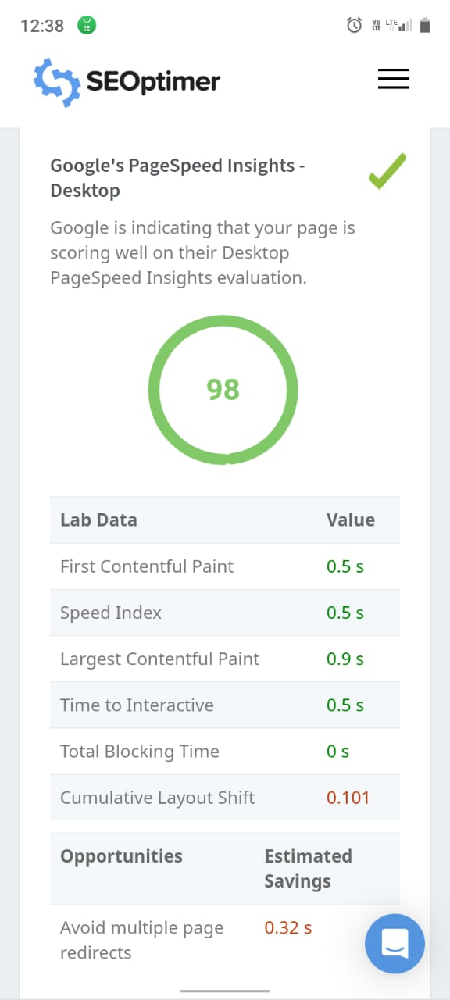 12:38
Vo LTE LTE
SEOptimer
Google's PageSpeed Insights -
Desktop
Google is indicating that your page is
scoring well on their Desktop
PageSpeed Insights evaluation.
98
Lab Data Value
First Contentful Paint 0.5 s
Speed Index 0.5 s
Largest Contentful Paint 0.9 s
Time to Interactive 0.5 s
Total Blocking Time 0 s
Cumulative Layout Shift 0.101
Opportunities Estimated
Savings
Avoid multiple page 0.32 s
redirects